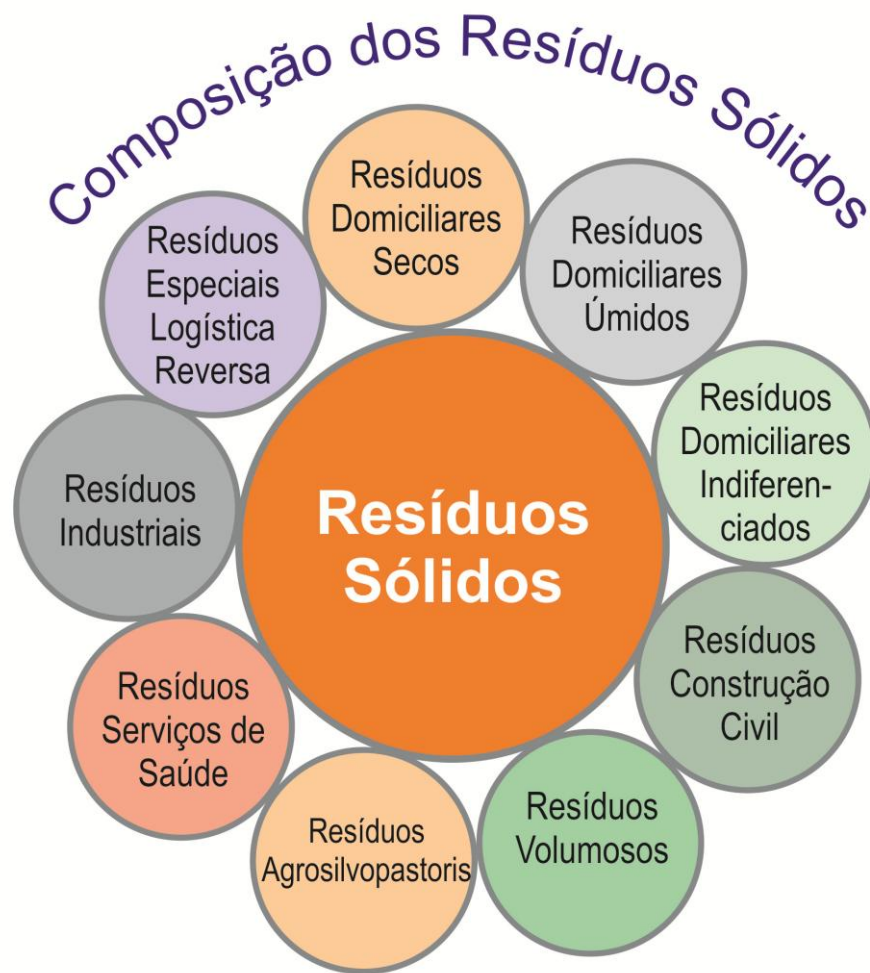 Composição dos Resíduos Sólidos
Resíduos
Domiciliares
Secos
Resíduos
Domiciliares
Úmidos
Resíduos
Domiciliares
Indiferen-
ciados
Resíduos
Construção
Civil
Resíduos
Volumosos
Resíduos
Agrosilvopastoris
Resíduos
Serviços de
Saúde
Resíduos
Industriais
Resíduos
Especiais
Logística
Reversa
Resíduos
Sólidos